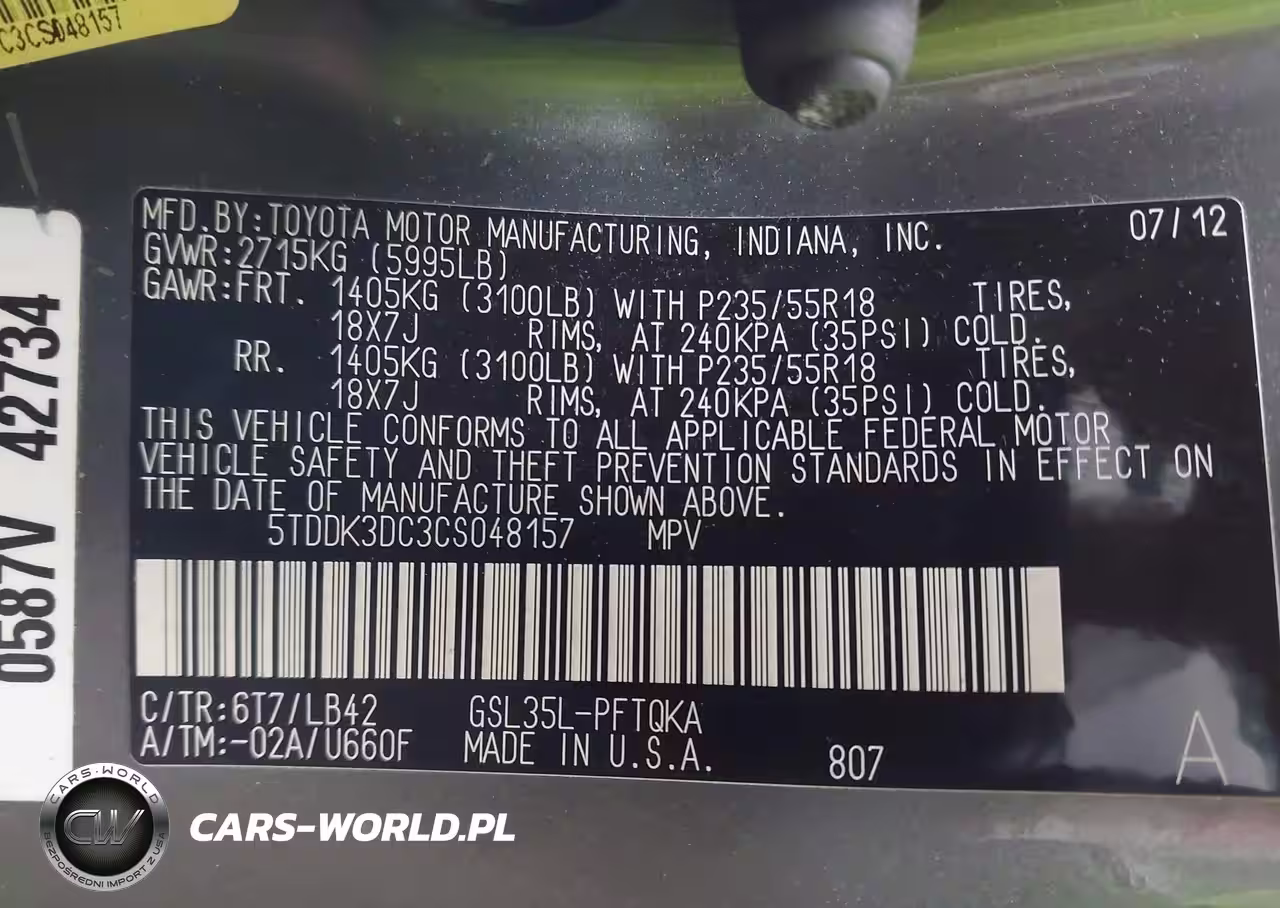 C3CS048157
0587V 42734
MFD.BY:TOYOTA MOTOR MANUFACTURING, INDIANA, INC. 07/12
GVWR:2715KG (5995LB)
GAWR:FRT. 1405KG (3100LB) WITH P235/55R18 TIRES,
18X7J RIMS, AT 240KPA (35PSI) COLD.
RR. 1405KG (3100LB) WITH P235/55R18 TIRES,
18X7J RIMS, AT 240KPA (35PSI) COLD.
THIS VEHICLE CONFORMS TO ALL APPLICABLE FEDERAL MOTOR
VEHICLE SAFETY AND THEFT PREVENTION STANDARDS IN EFFECT ON
THE DATE OF MANUFACTURE SHOWN ABOVE.
5TDDK3DC3CS048157 MPV
C/TR:6T7/LB42 GSL35L-PFTQKA
A/TM:-02A/U660F MADE IN U.S.A. 807 A
CARS-WORLD
CW
BEZPOŚREDNI IMPORT Z USA
CARS-WORLD.PL